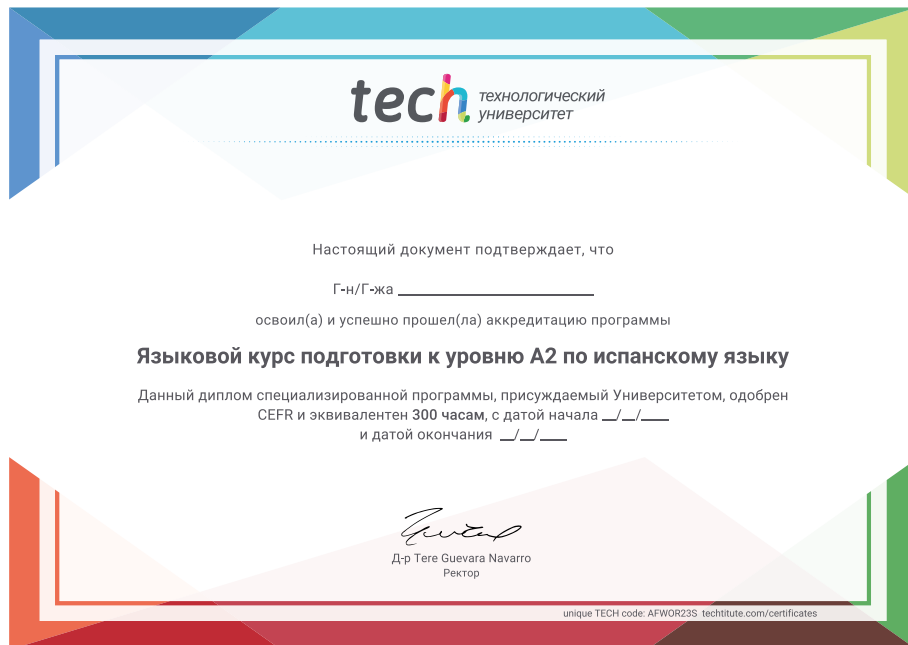 tech технологический
университет
Настоящий документ подтверждает, что
Г-н/Г-жа
освоил(а) и успешно прошел(ла) аккредитацию программы
Языковой курс подготовки к уровню A2 по испанскому языку
Данный диплом специализированной программы, присуждаемый Университетом, одобрен
CEFR и эквивалентен 300 часам, с датой начала __/__/____
и датой окончания __/__/____
Д-р Tere Guevara Navarro
Ректор
unique TECH code: AFWOR23S techtitute.com/certificates